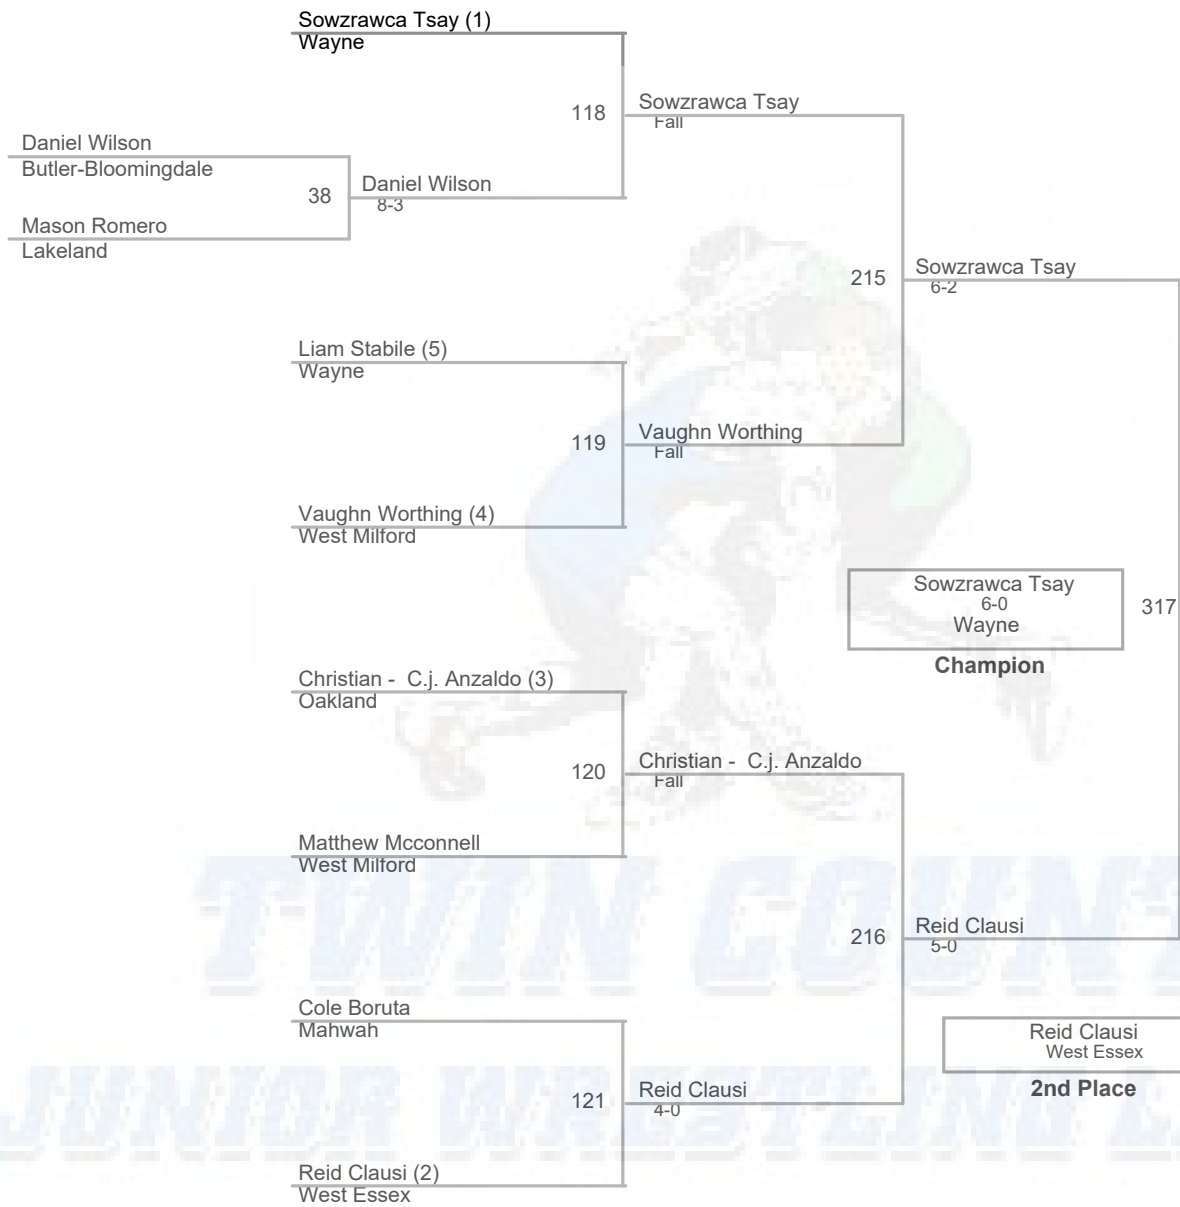 Sowzrawca Tsay (1)
Wayne
118
Sowzrawca Tsay
Fall
Daniel Wilson
Butler-Bloomingdale
38
Daniel Wilson
8-3
Mason Romero
Lakeland
215
Sowzrawca Tsay
6-2
Liam Stabile (5)
Wayne
119
Vaughn Worthing
Fall
Vaughn Worthing (4)
West Milford
Sowzrawca Tsay
6-0
Wayne
317
Champion
Christian - C.j. Anzaldo (3)
Oakland
120
Christian - C.j. Anzaldo
Fall
Matthew Mcconnell
West Milford
TWIN COUN
216
Reid Clausi
5-0
Cole Boruta
Mahwah
Reid Clausi
West Essex
2nd Place
JUNIOR WRESTLING L
121
Reid Clausi
4-0
Reid Clausi (2)
West Essex